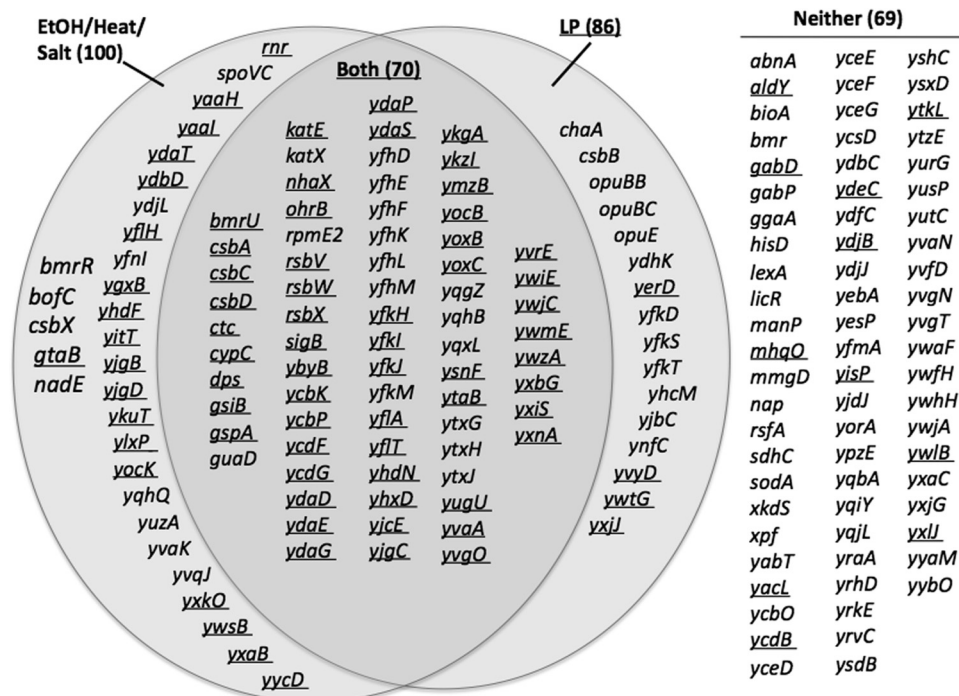 EtOH/Heat/
Salt (100)
rnr
spoVC
yaaH
yaaI
ydaT
ydbD
ydjL
yflH
yfnI
ygxB
yhdF
yitT
yjgB
yjgD
ykuT
ylxP
yocK
yqhQ
yuzA
yvaK
yvqJ
yxkO
ywsB
yxaB
yycD
bmrR
bofC
csbX
gtaB
nadE
Both (70)
bmrU
csbA
csbC
csbD
ctc
cypC
dps
gsiB
gspA
guaD
katE
katX
nhaX
ohrB
rpmE2
rsbV
rsbW
rsbX
sigB
ybyB
ycbK
ycbP
ycdF
ycdG
ydaD
ydaE
ydaG
ydaP
ydaS
yfhD
yfhE
yfhF
yfhK
yfhL
yfhM
yfkH
yfkI
yfkJ
yfkM
yflA
yflT
yhdN
yhxD
yjcE
yjgC
ykgA
ykzI
ymzB
yocB
yoxB
yoxC
yqgZ
yqhB
yqxL
ysnF
ytaB
ytxG
ytxH
ytxJ
yugU
yvaA
yvgO
yvrE
ywiE
ywjC
ywmE
ywzA
yxbG
yxiS
yxnA
LP (86)
chaA
csbB
opuBB
opuBC
opuE
ydhK
yerD
yfkD
yfkS
yfkT
yhcM
yjbC
ynfC
yvyD
ywtG
yxjJ
Neither (69)
abnA
aldY
bioA
bmr
gabD
gabP
ggaA
hisD
lexA
licR
manP
mhqO
mmgD
nap
rsfA
sdhC
sodA
xkdS
xpf
yabT
yacL
ycbO
ycdB
yceD
yceE
yceF
yceG
ycsD
ydbC
ydeC
ydfC
ydjB
ydjJ
yebA
yesP
yfmA
yisP
yjdJ
yorA
ypzE
yqbA
yqiY
yqjL
yraA
yrhD
yrkE
yrvC
ysdB
yshC
ysxD
ytkL
ytzE
yurG
yusP
yutC
yvaN
yvfD
yvgN
yvgT
ywaF
ywfH
ywhH
ywjA
ywlB
yxaC
yxjG
yxlJ
yyaM
yybO